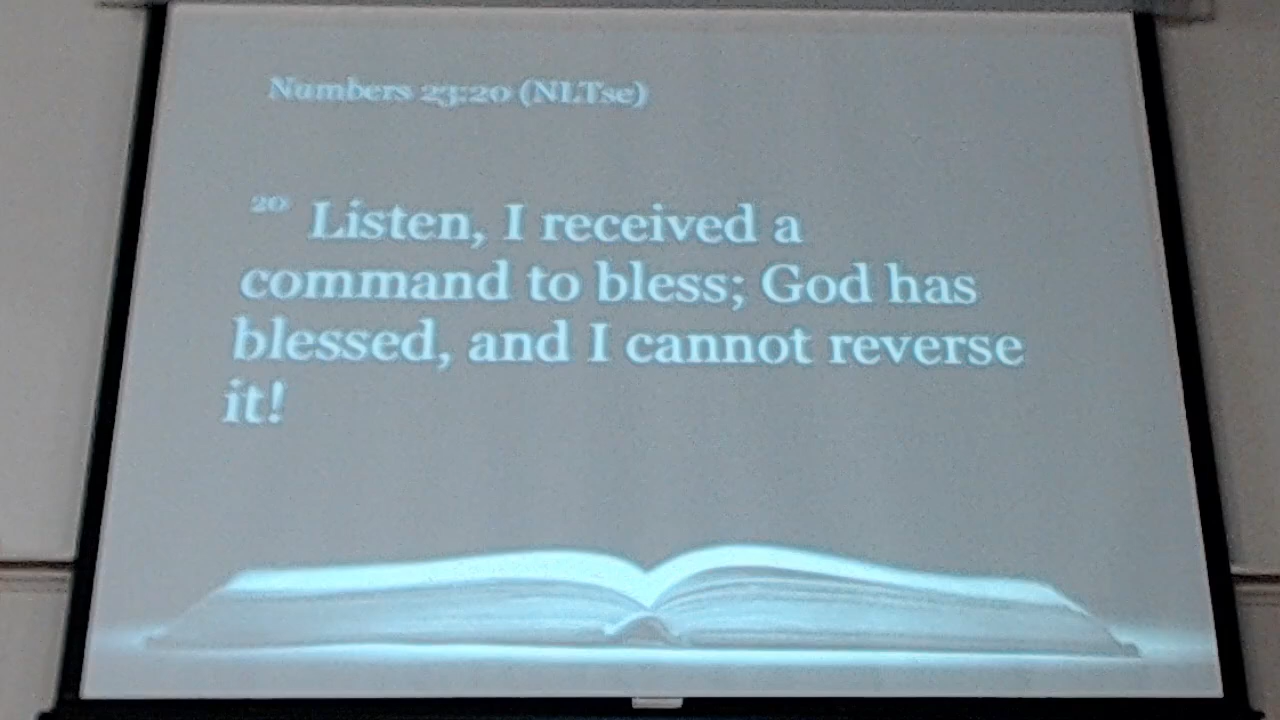 Numbers 23:20 (NLTse)
20 Listen, I received a
command to bless; God has
blessed, and I cannot reverse
it!